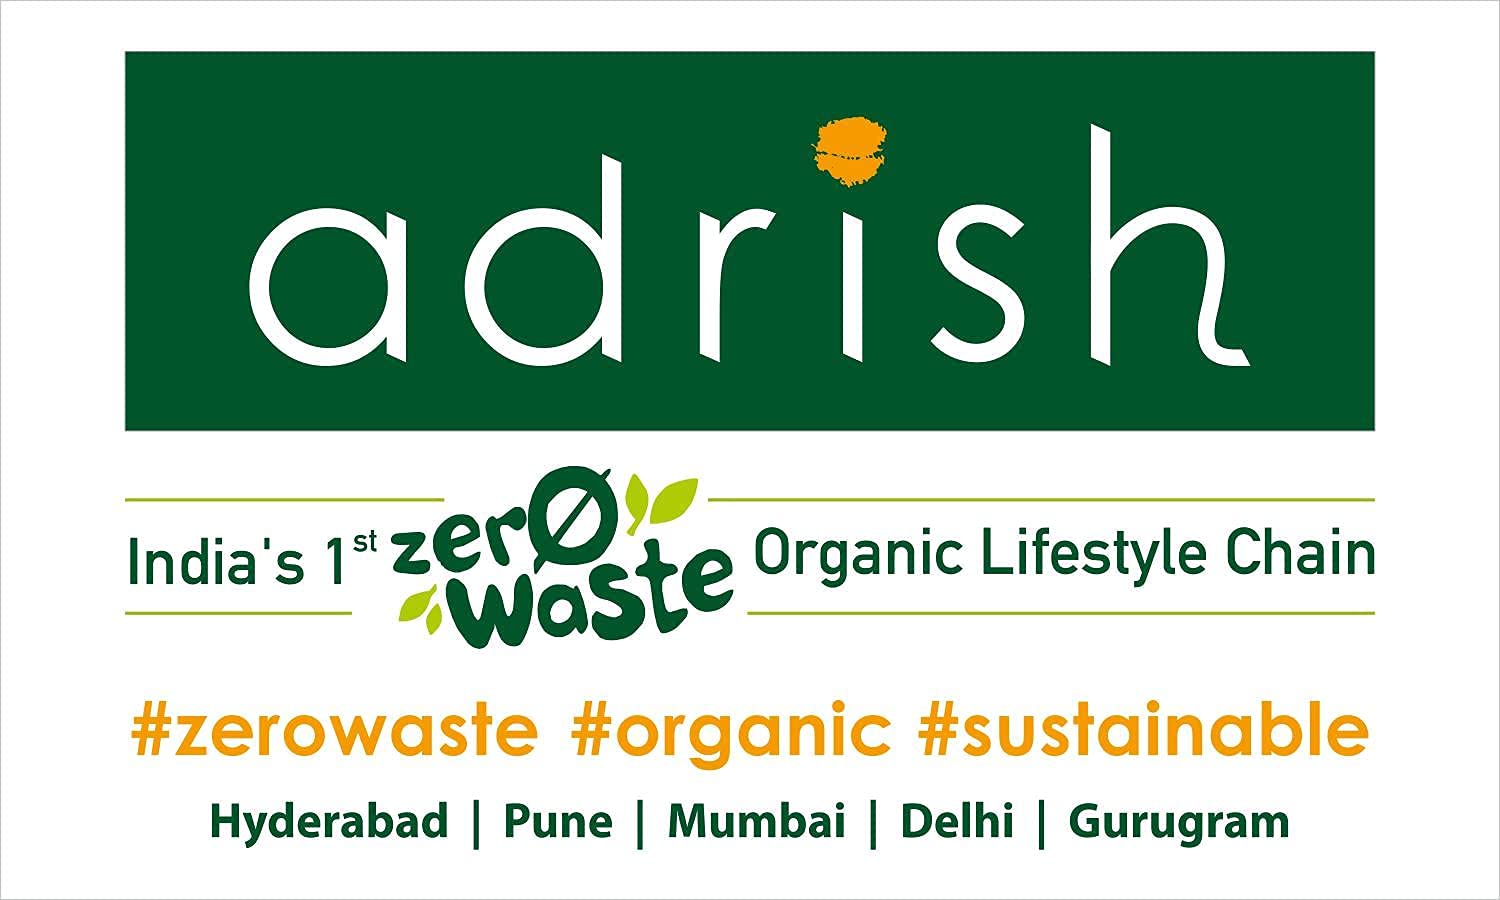 adrish
India's 1st zerø waste Organic Lifestyle Chain
#zerowaste #organic #sustainable
Hyderabad | Pune | Mumbai | Delhi | Gurugram